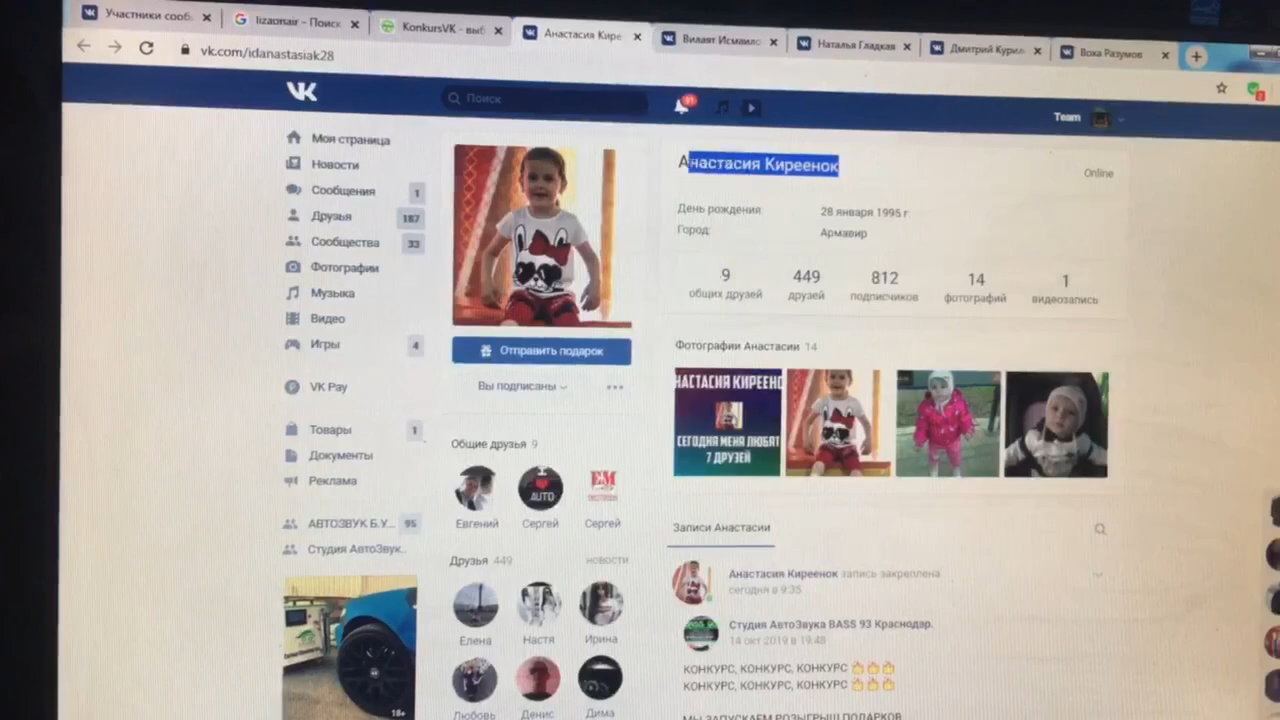 Участники сооб
lizaonair - Поиск
KonkursVK - выб
Анастасия Кире
Вилаят Исмаило
Наталья Гладкая
Дмитрий Курил
Вова Разумов
vk.com/idanastasiak28
Поиск
91
Team
Моя страница
Новости
Сообщения 1
Друзья 187
Сообщества 33
Фотографии
Музыка
Видео
Игры 4
VK Pay
Товары 1
Документы
Реклама
АВТОЗВУК Б.У... 95
Студия АвтоЗвук..
18+
Отправить подарок
Вы подписаны
Общие друзья 9
AUTO
EM
Евгений Сергей Сергей
Друзья 449 новости
Елена Настя Ирина
Любовь Денис Дима
Анастасия Киреенок
Online
День рождения: 28 января 1995 г.
Город: Армавир
9 449 812 14 1
общих друзей друзей подписчиков фотографий видеозапись
Фотографии Анастасии 14
НАСТАСИЯ КИРЕЕНО
СЕГОДНЯ МЕНЯ ЛЮБЯТ
7 ДРУЗЕЙ
Записи Анастасии
Анастасия Киреенок запись закреплена
сегодня в 9:35
Студия АвтоЗвука BASS 93 Краснодар.
14 окт 2019 в 19:48
КОНКУРС, КОНКУРС, КОНКУРС 👍👍👍
КОНКУРС, КОНКУРС, КОНКУРС 👍👍👍
МЫ ЗАПУСКАЕМ РОЗЫГРЫШ ПОДАРКОВ